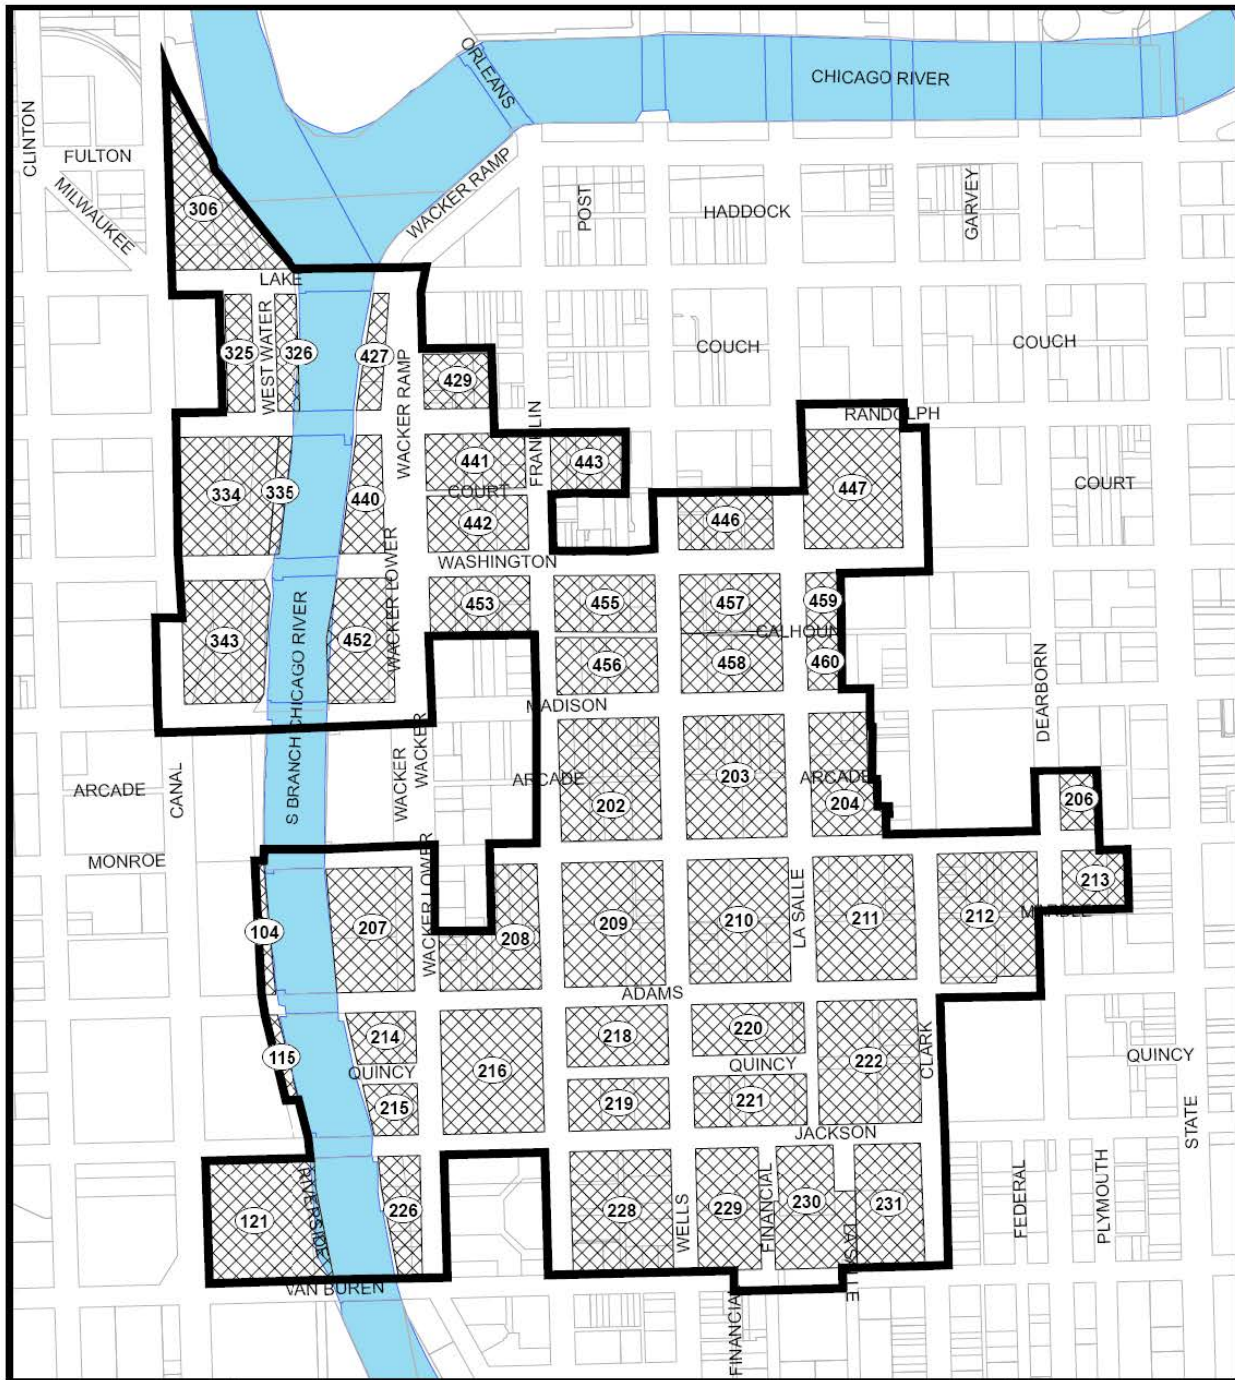 ORLEANS
CHICAGO RIVER
CLINTON
FULTON
MILWAUKEE
WACKER RAMP
POST
HADDOCK
GARVEY
306
LAKE
325
WEST WATER
326
427
WACKER RAMP
429
COUCH
COUCH
RANDOLPH
FRANKLIN
441
443
447
COURT
334
335
440
COURT
442
446
WASHINGTON
WACKER LOWER
453
455
457
459
CALHOUN
343
S BRANCH CHICAGO RIVER
452
456
458
460
DEARBORN
MADISON
WACKER
WACKER
ARCADE
CANAL
ARCADE
202
203
ARCADE
204
206
MONROE
WACKER LOWER
LA SALLE
213
104
207
208
209
210
211
212
ADAMS
115
214
QUINCY
215
216
218
219
220
QUINCY
221
222
CLARK
QUINCY
STATE
JACKSON
121
RIVERSIDE
226
228
WELLS
229
FINANCIAL
230
231
FEDERAL
PLYMOUTH
VAN BUREN
FINANCIAL